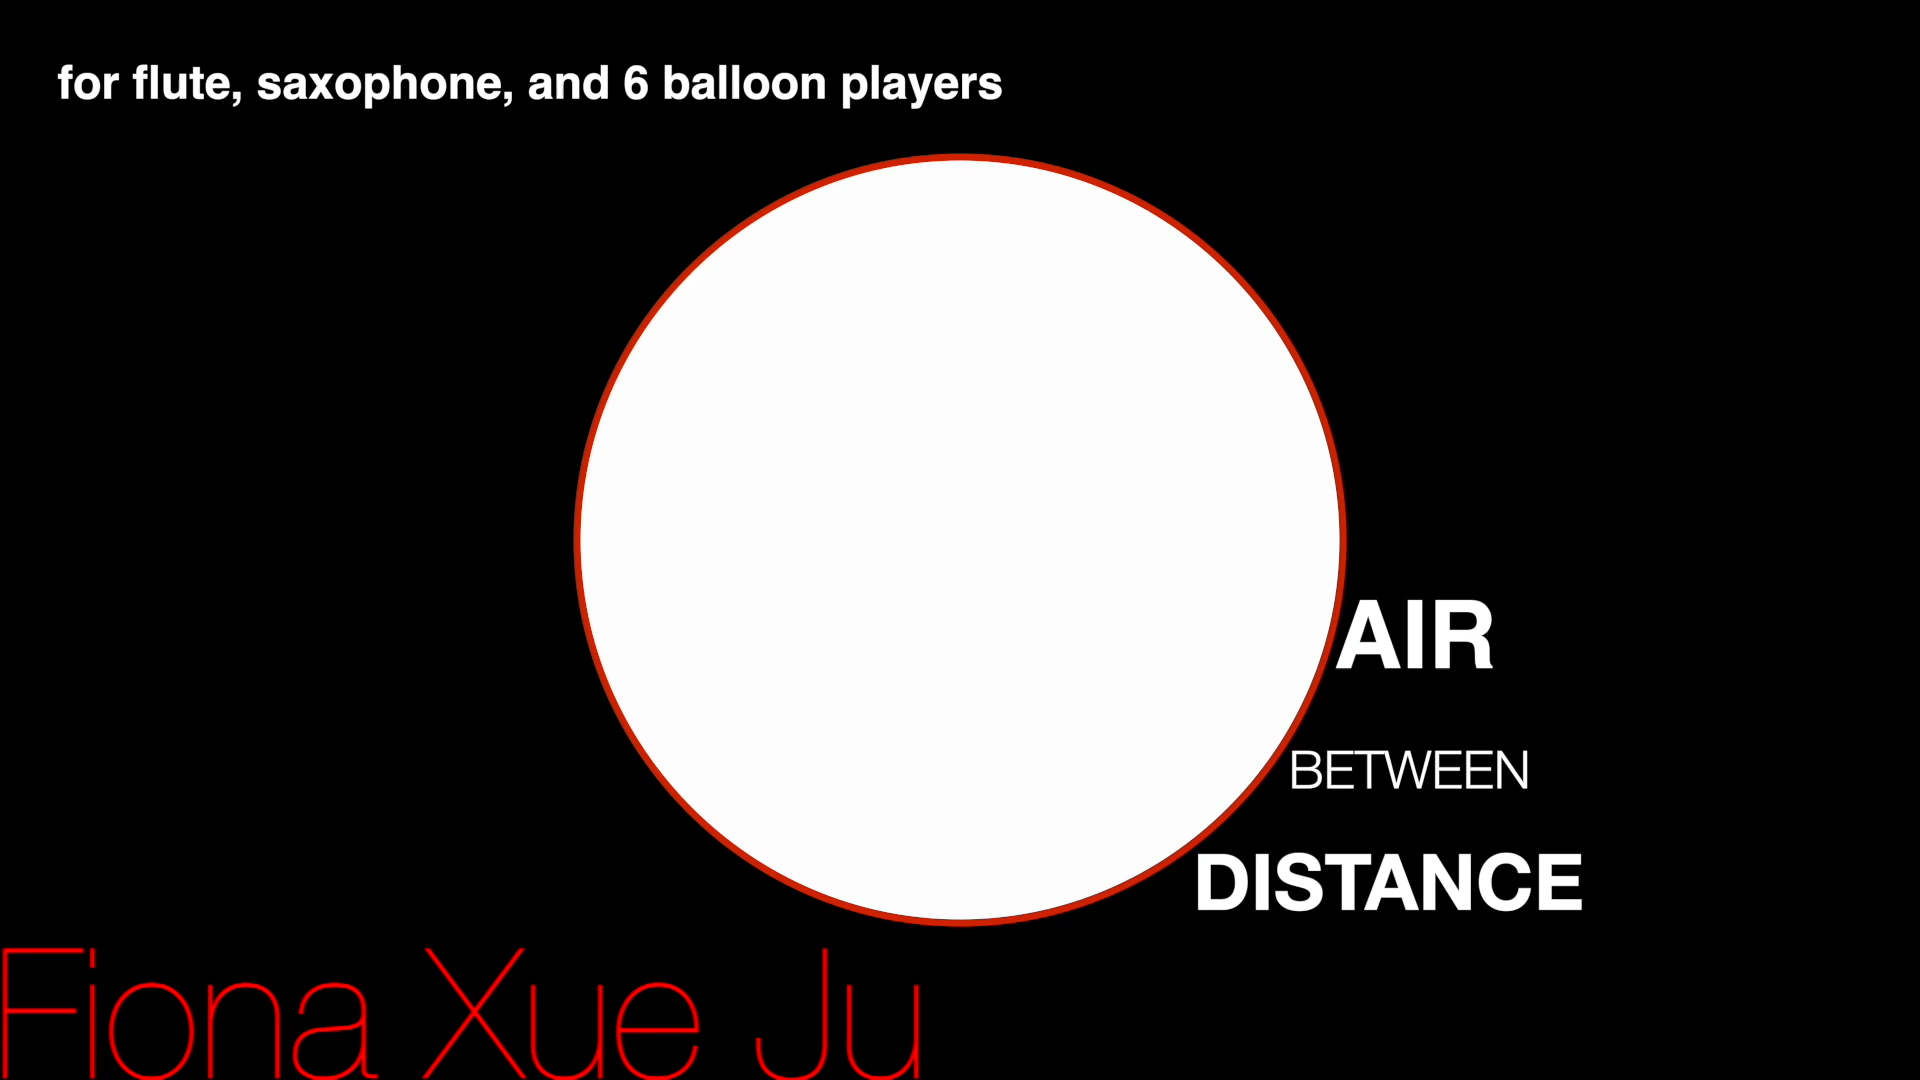 for flute, saxophone, and 6 balloon players
AIR
BETWEEN
DISTANCE
Fiona Xue Ju